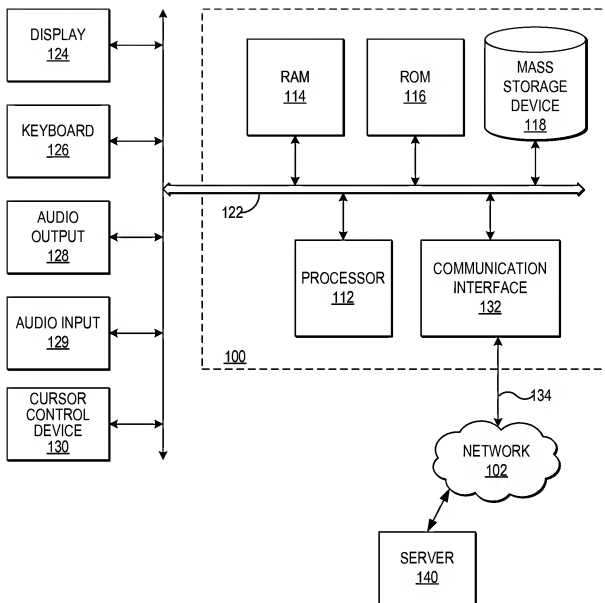 DISPLAY
124
KEYBOARD
126
AUDIO
OUTPUT
128
AUDIO INPUT
129
CURSOR
CONTROL
DEVICE
130
RAM
114
ROM
116
MASS
STORAGE
DEVICE
118
122
PROCESSOR
112
COMMUNICATION
INTERFACE
132
100
134
NETWORK
102
SERVER
140